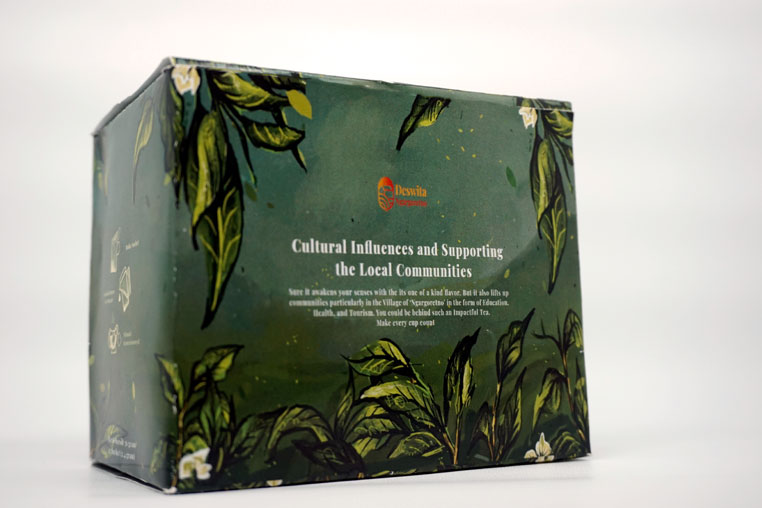 Deswita
Cultural Influences and Supporting
the Local Communities
Sure it awakens your senses with the its one of a kind flavor. But it also lifts up
communities particularly in the Village of 'Ngargoretno' in the form of Education,
Health, and Tourism. You could be behind such an Impactful Tea.
Make every cup count